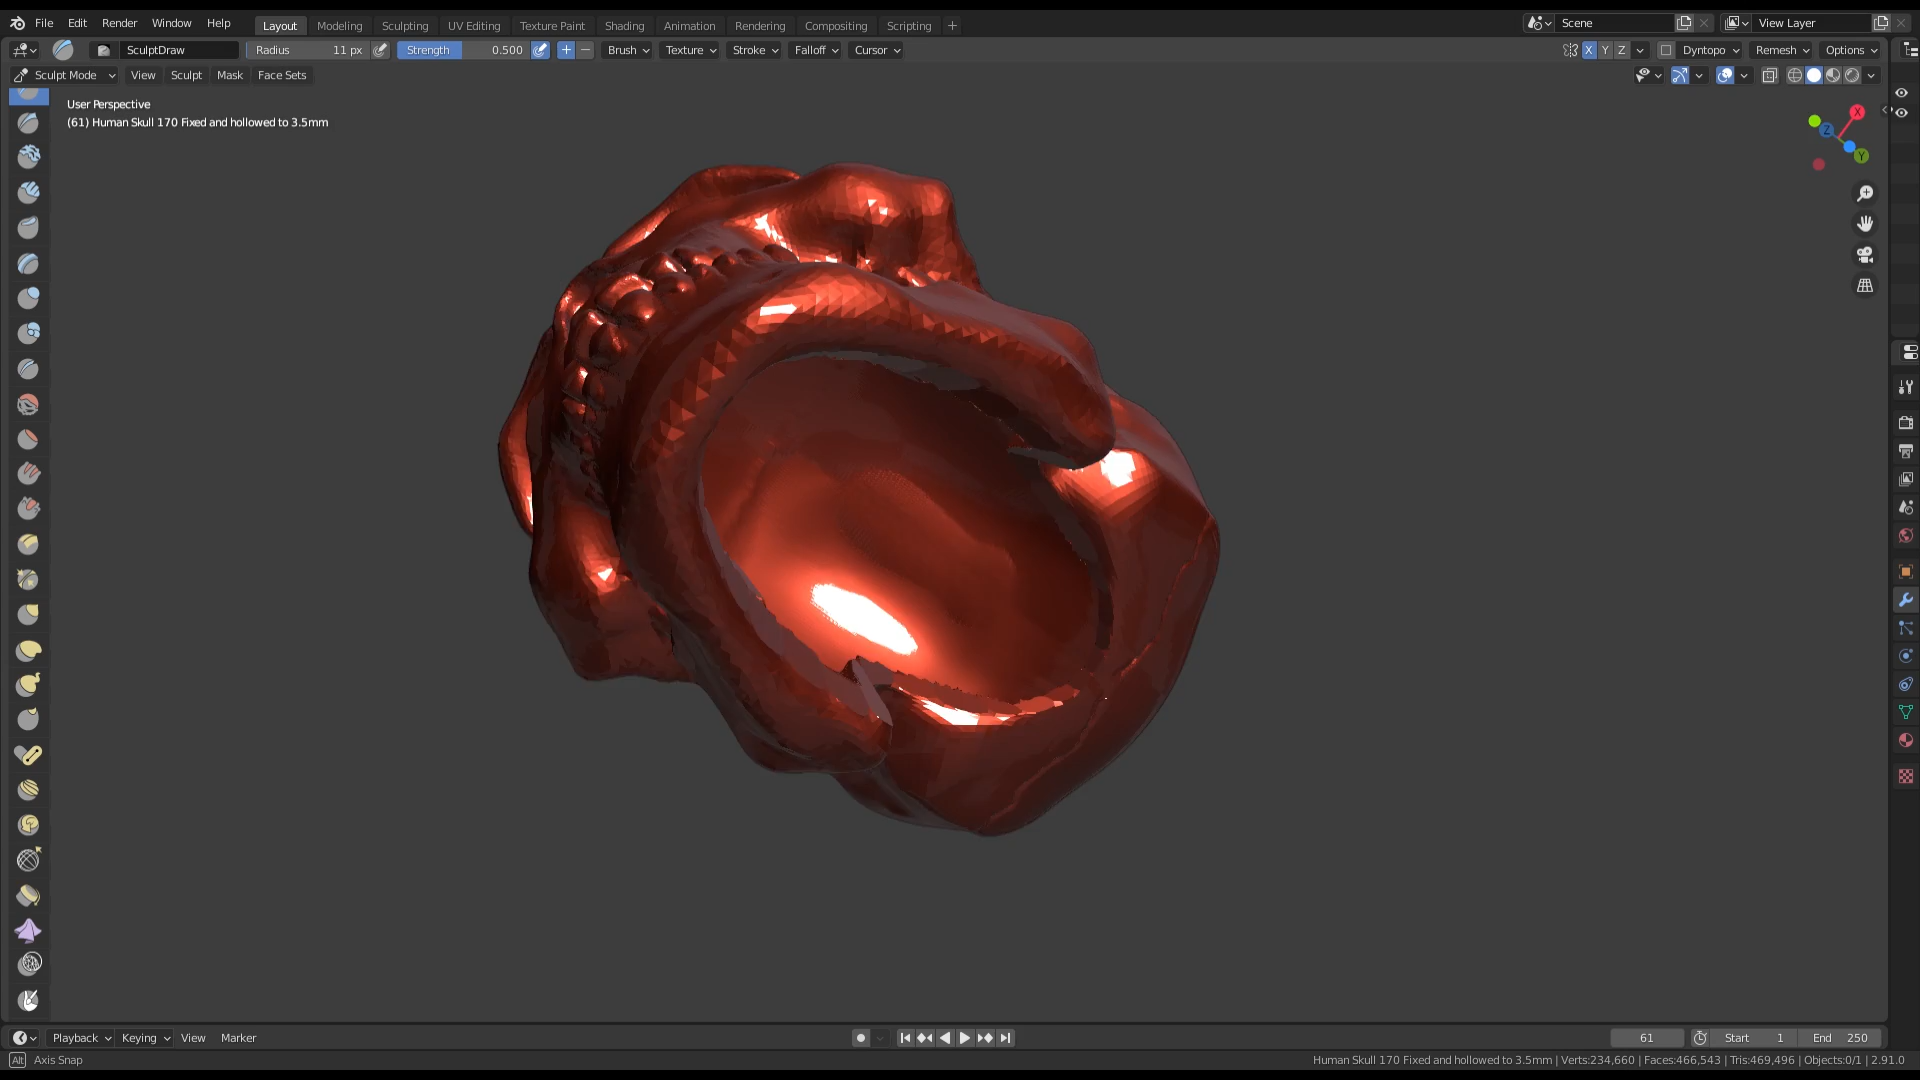 File Edit Render Window Help Layout Modeling Sculpting UV Editing Texture Paint Shading Animation Rendering Compositing Scripting + Scene View Layer
SculptDraw Radius 11 px Strength 0.500 + − Brush Texture Stroke Falloff Cursor X Y Z Dyntopo Remesh Options
Sculpt Mode View Sculpt Mask Face Sets
User Perspective
(61) Human Skull 170 Fixed and hollowed to 3.5mm
X
Z
Y
Playback Keying View Marker 61 Start 1 End 250
Alt Axis Snap Human Skull 170 Fixed and hollowed to 3.5mm | Verts:234,660 | Faces:466,543 | Tris:469,496 | Objects:0/1 | 2.91.0